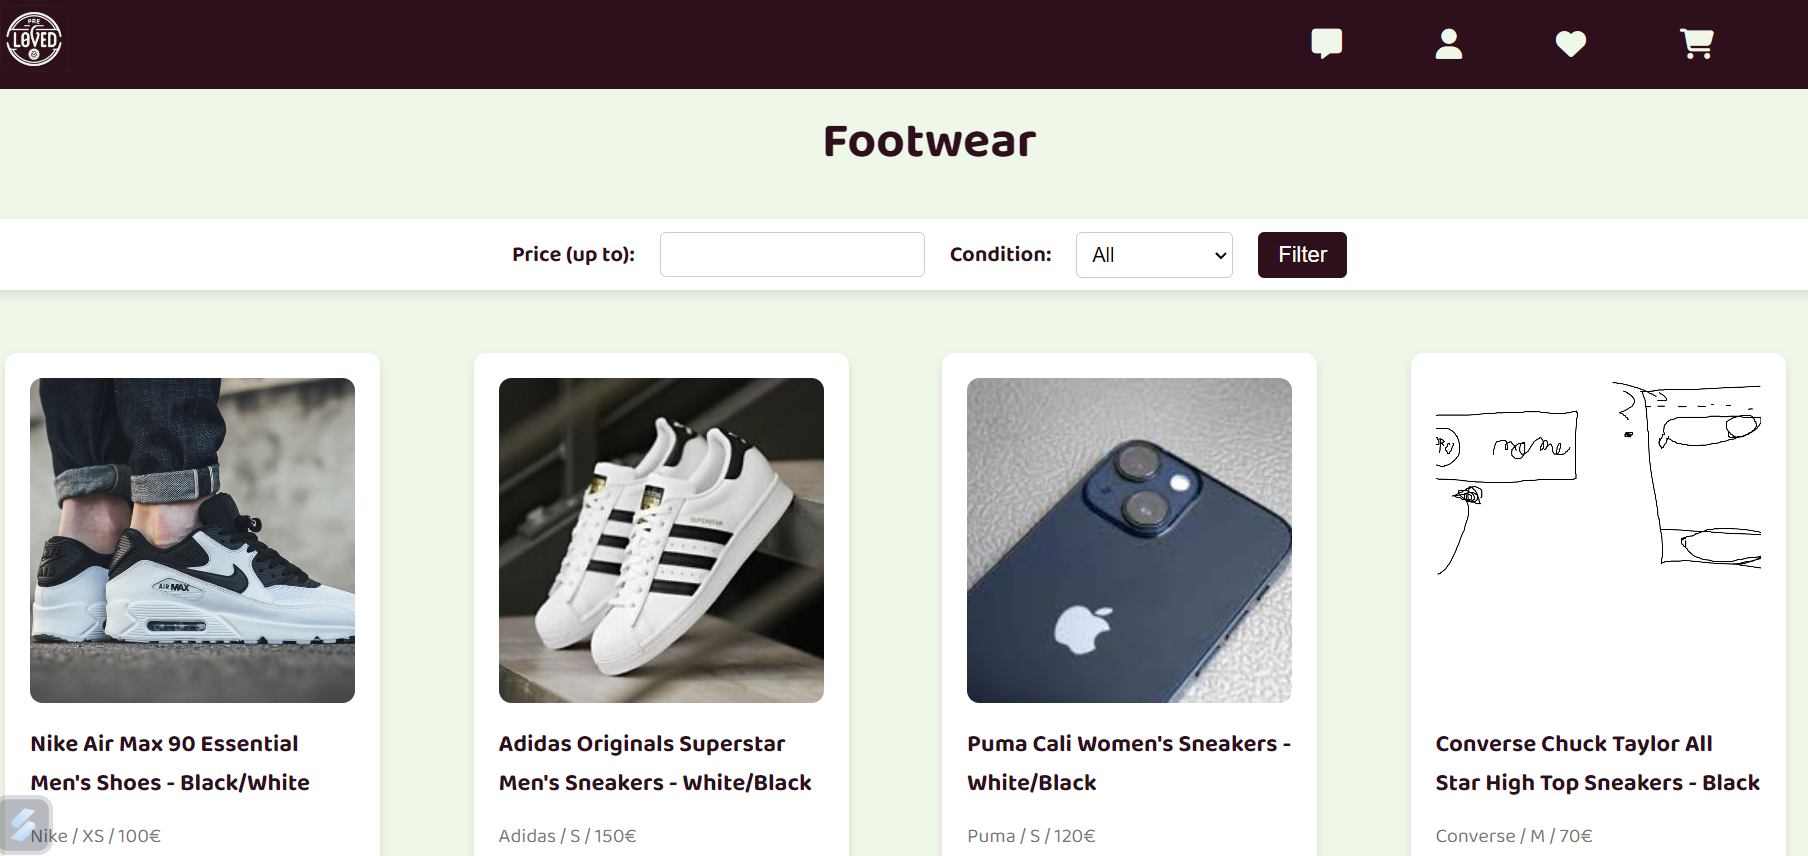 PRE
LOVED
Footwear
Price (up to):
Condition:
All
Filter
AIR MAX
SUPERSTAR
name
Nike Air Max 90 Essential
Men's Shoes - Black/White
Nike / XS / 100€
Adidas Originals Superstar
Men's Sneakers - White/Black
Adidas / S / 150€
Puma Cali Women's Sneakers -
White/Black
Puma / S / 120€
Converse Chuck Taylor All
Star High Top Sneakers - Black
Converse / M / 70€